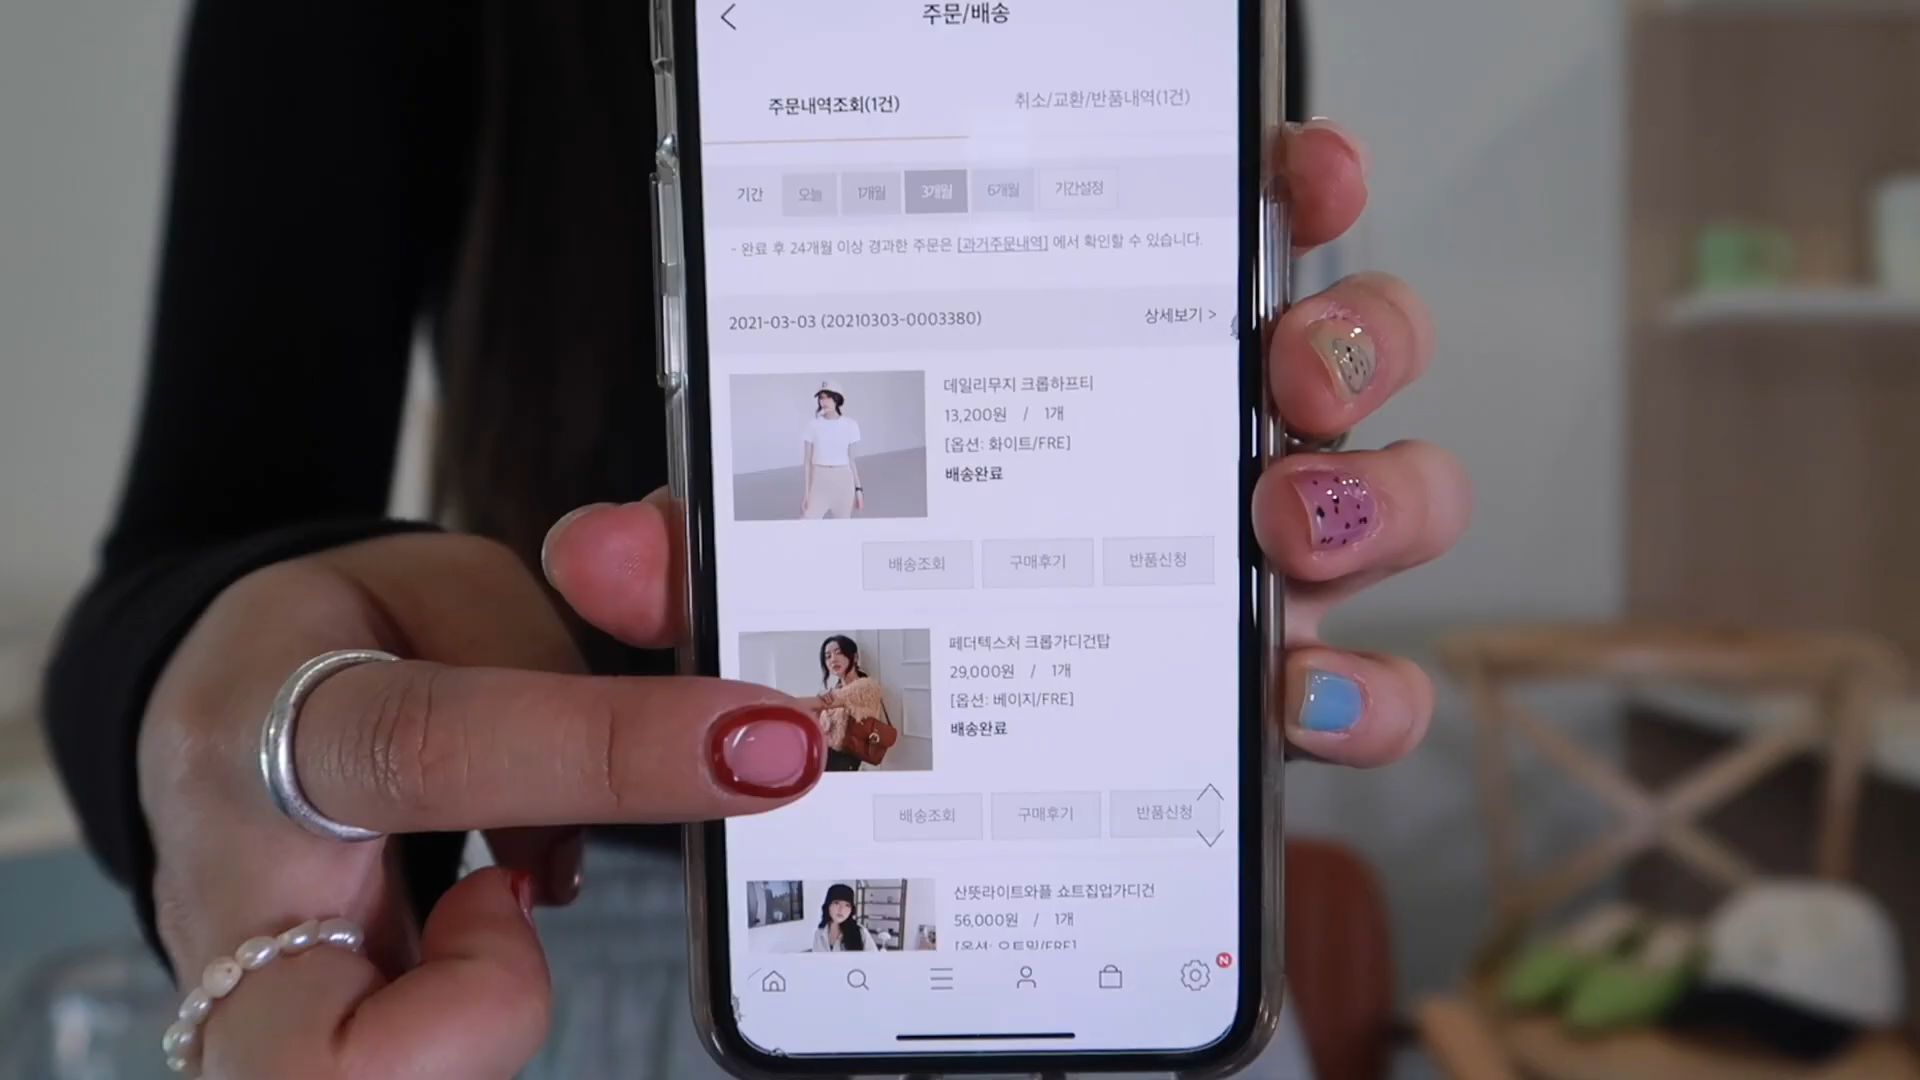 주문/배송
주문내역조회(1건)
취소/교환/반품내역(1건)
기간 오늘 1개월 3개월 6개월 기간설정
- 완료 후 24개월 이상 경과한 주문은 [과거주문내역] 에서 확인할 수 있습니다.
2021-03-03 (20210303-0003380) 상세보기 >
데일리무지 크롭하프티
13,200원 / 1개
[옵션: 화이트/FRE]
배송완료
배송조회 구매후기 반품신청
페더텍스처 크롭가디건탑
29,000원 / 1개
[옵션: 베이지/FRE]
배송완료
배송조회 구매후기 반품신청
산뜻라이트와플 쇼트집업가디건
56,000원 / 1개
[옵션: 오트밀/FRE]
N